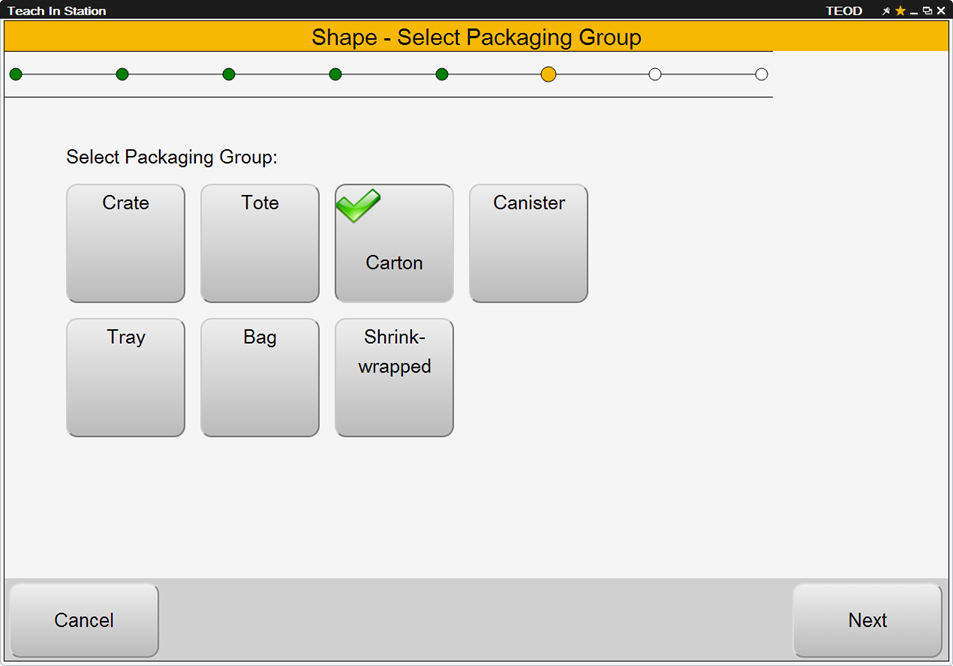 Teach In Station TEOD
Shape - Select Packaging Group
Select Packaging Group:
Crate Tote Carton Canister
Tray Bag Shrink-
wrapped
Cancel Next